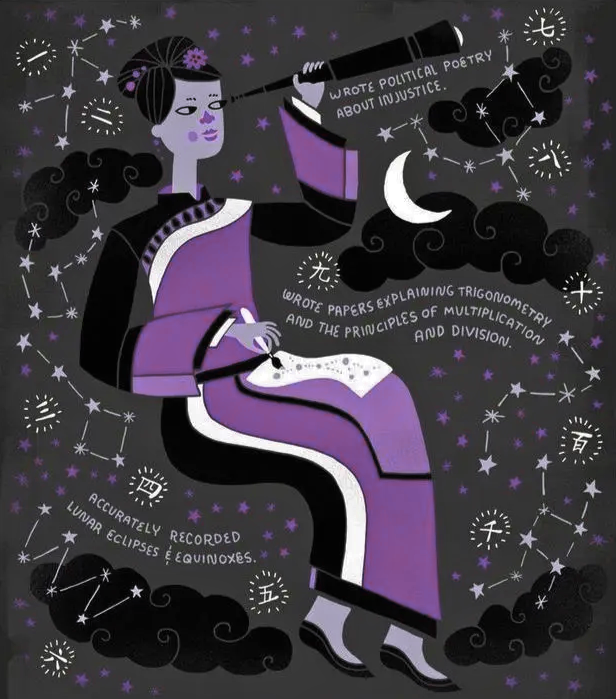 一
二
七
WROTE POLITICAL POETRY
ABOUT INJUSTICE.
八
九
十
WROTE PAPERS EXPLAINING TRIGONOMETRY
AND THE PRINCIPLES OF MULTIPLICATION
AND DIVISION.
三
百
四
千
ACCURATELY RECORDED
LUNAR ECLIPSES & EQUINOXES.
五
六